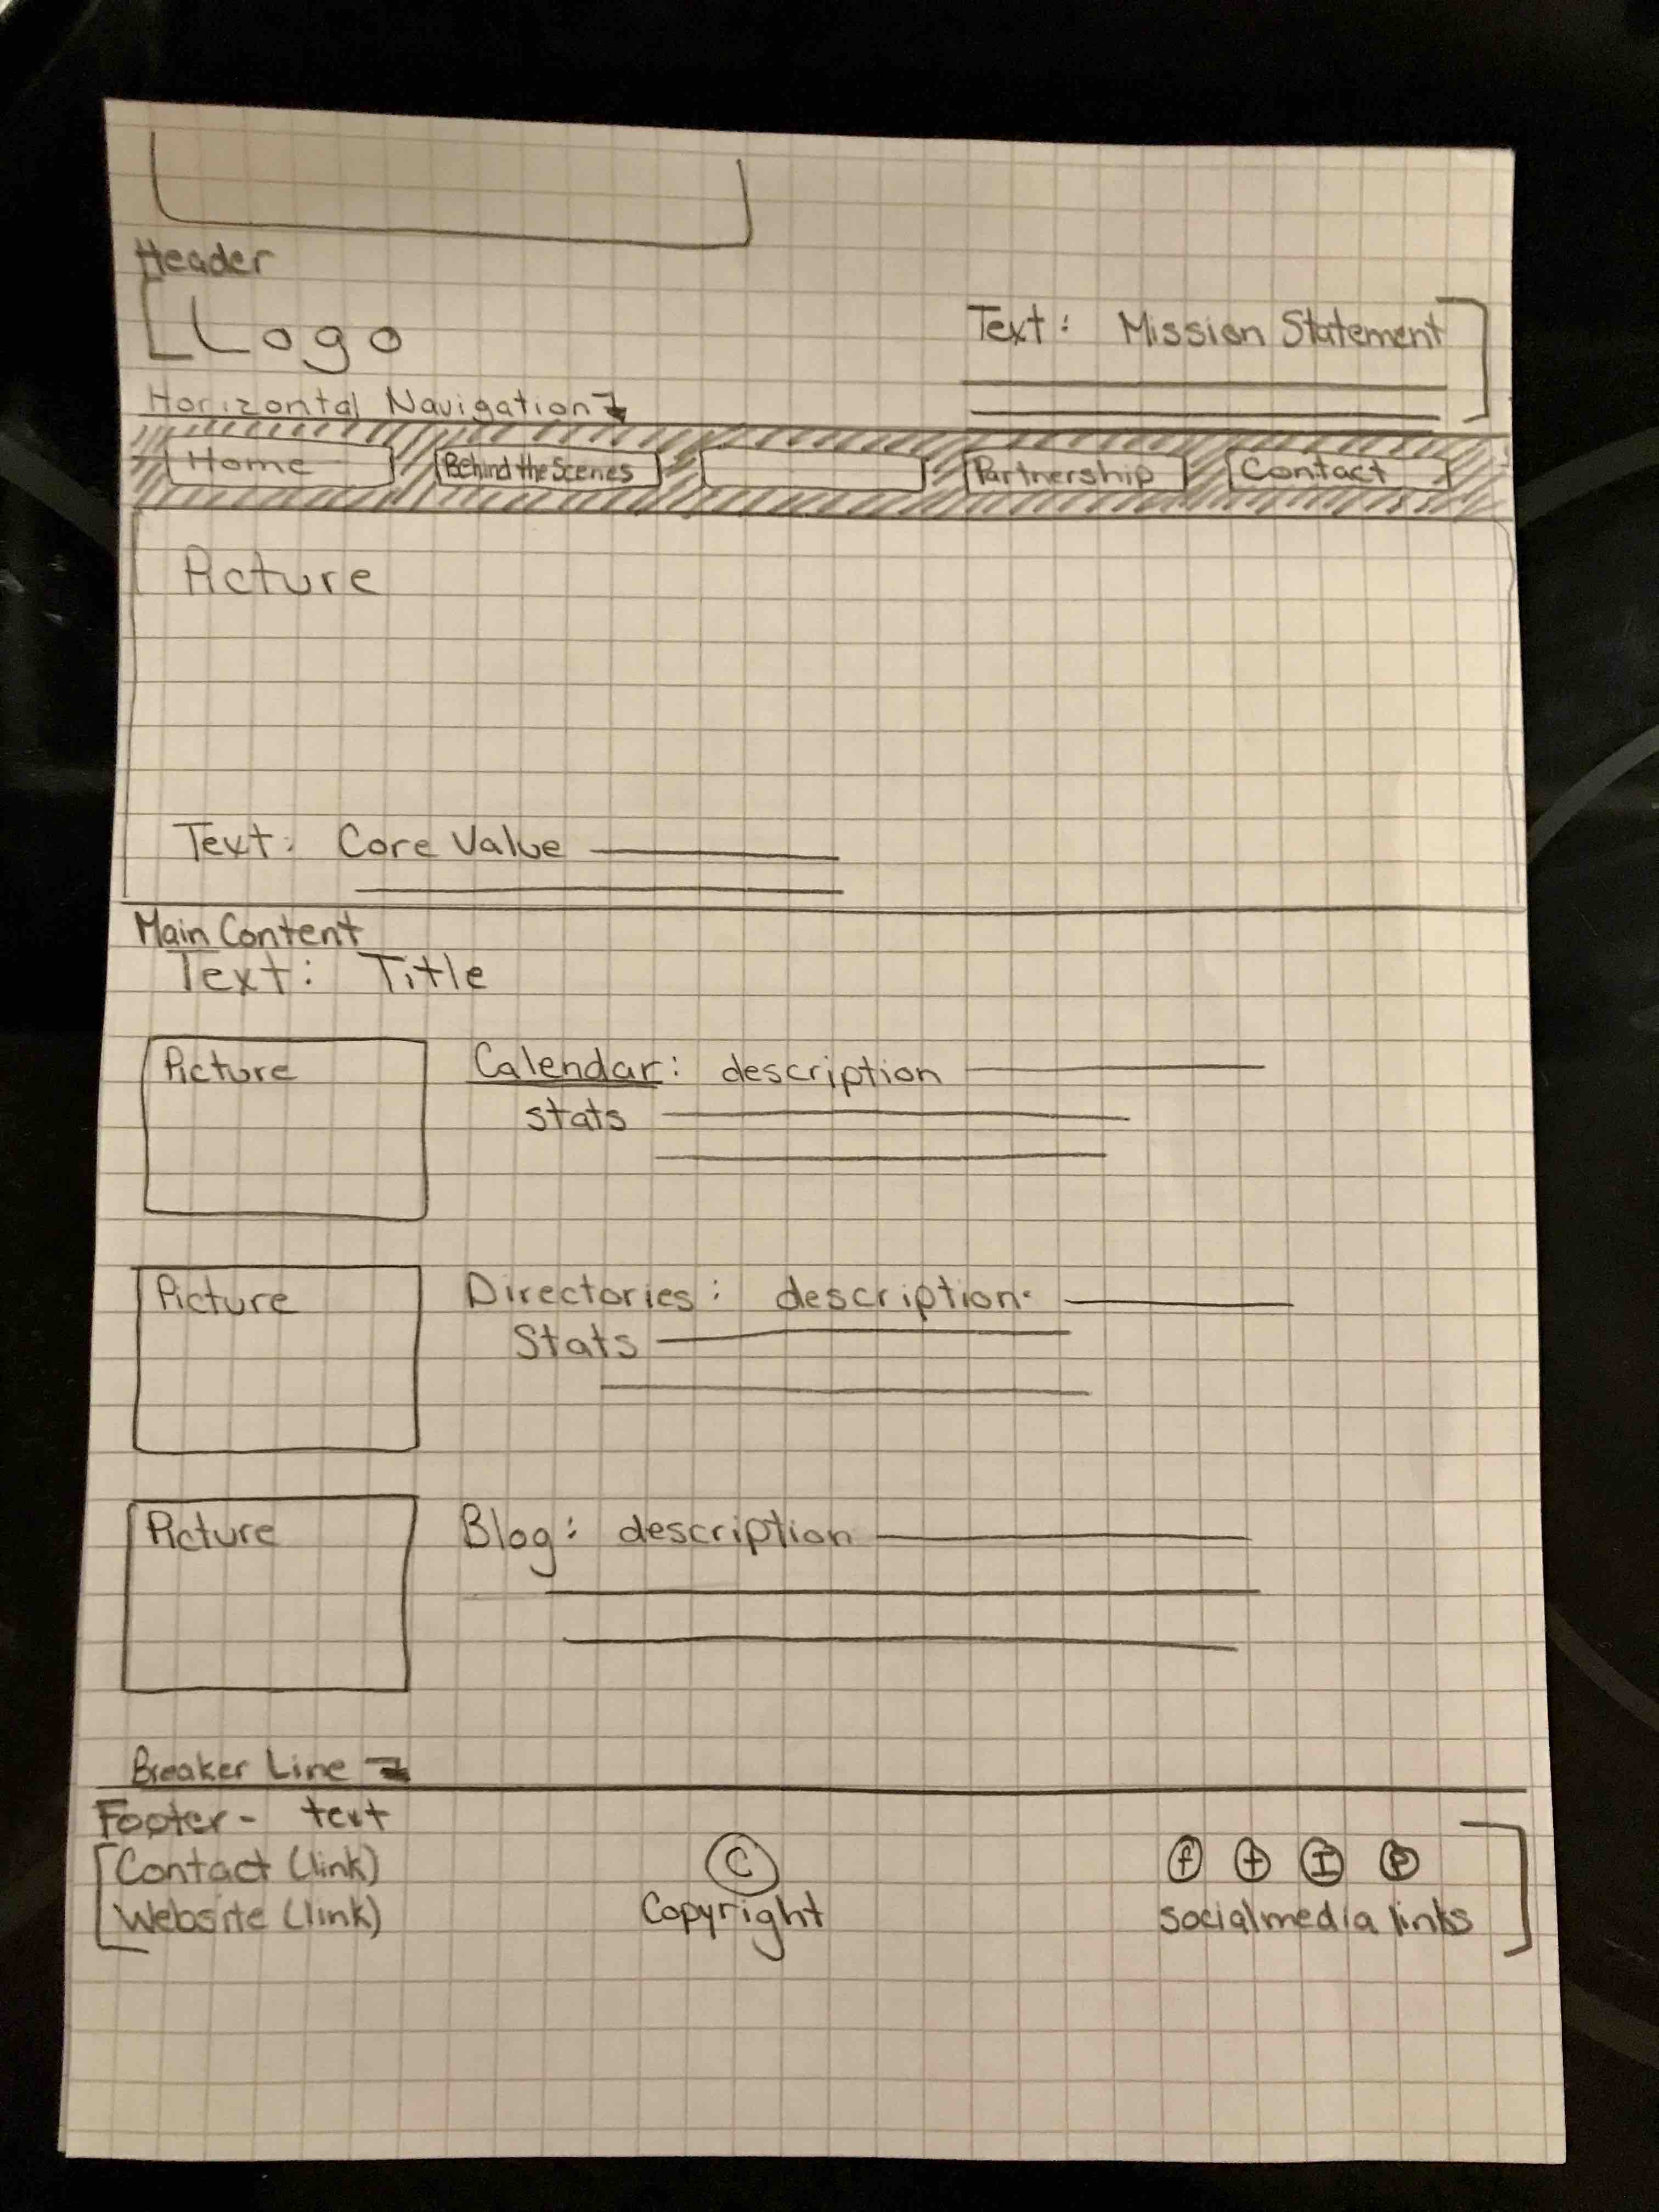 Header
Logo
Text: Mission Statement
Horizontal Navigation
Home
Behind the Scenes
Partnership
Contact
Picture
Text: Core Value
Main Content
Text: Title
Picture
Calendar: description
stats
Picture
Directories: description
Stats
Picture
Blog: description
Breaker Line
Footer - text
Contact (link)
Website (link)
©
Copyright
f t I P
socialmedia links